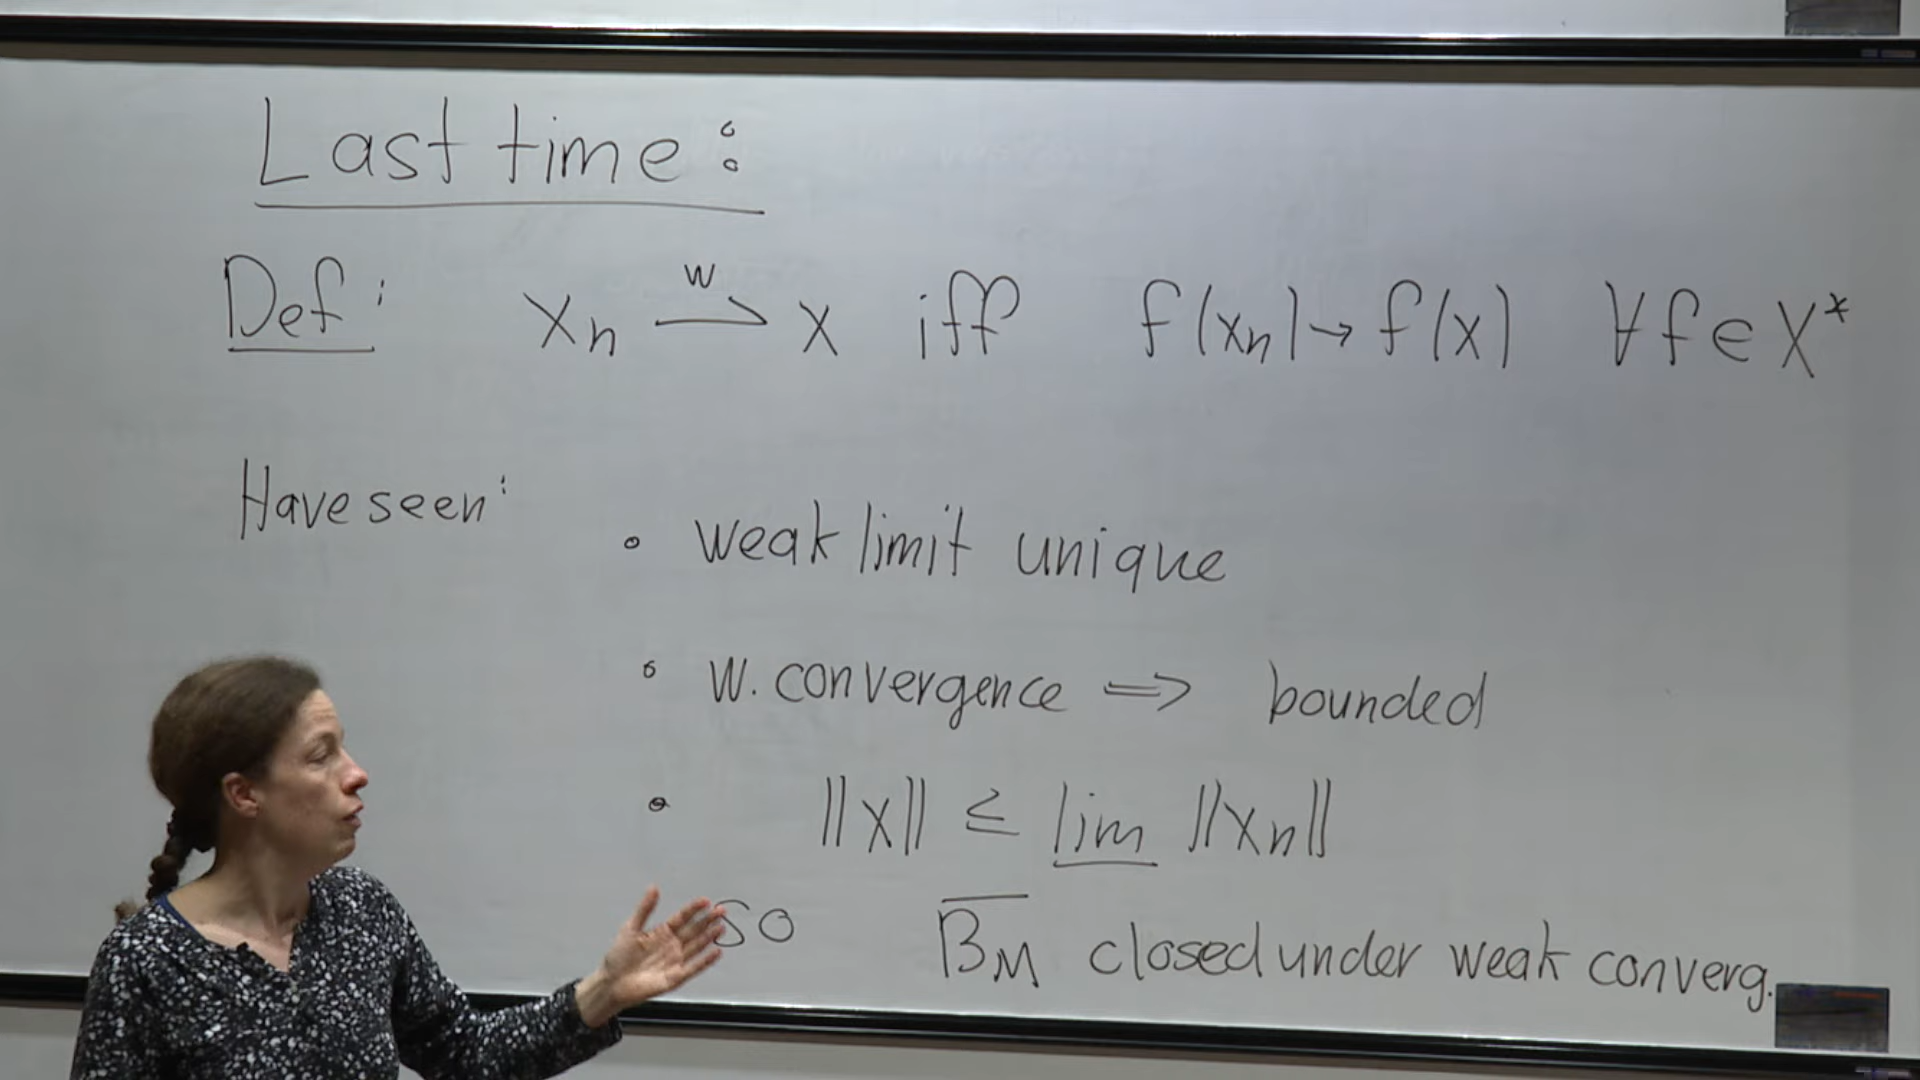 Last time:
Def: xₙ ⇀ʷ x iff f(xₙ) → f(x) ∀ f ∈ X*
Have seen:
• weak limit unique
• w. convergence ⇒ bounded
• ||x|| ≤ l̲i̲m̲ ||xₙ||
so B̅_M̅ closed under weak converg.